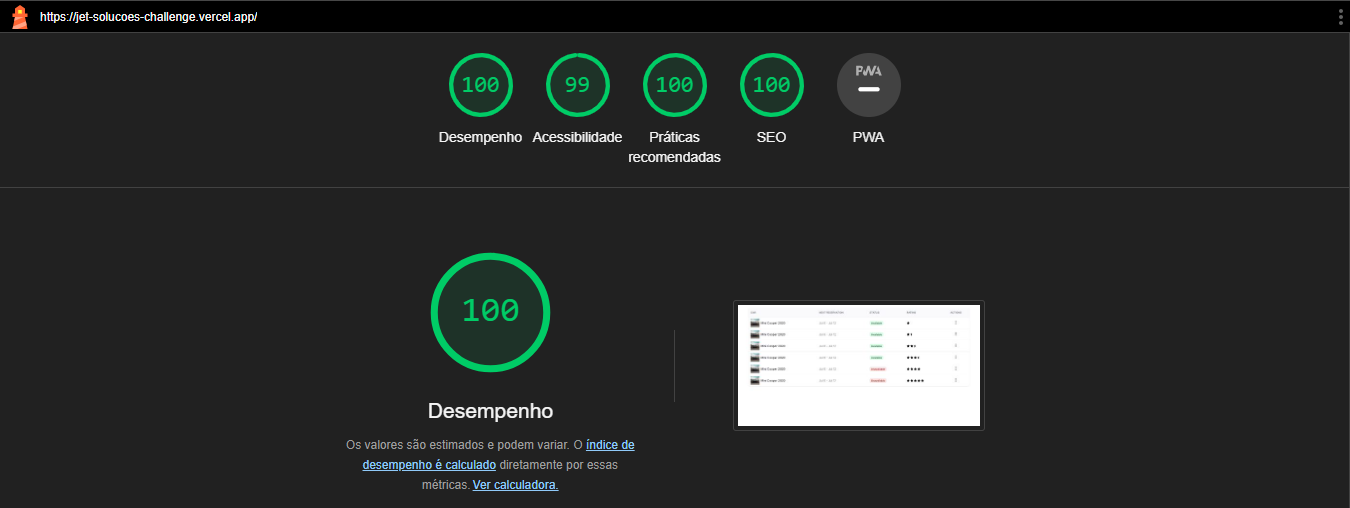 https://jet-solucoes-challenge.vercel.app/
100
99
100
100
PWA
Desempenho
Acessibilidade
Práticas
recomendadas
SEO
PWA
100
Desempenho
Os valores são estimados e podem variar. O índice de
desempenho é calculado diretamente por essas
métricas. Ver calculadora.